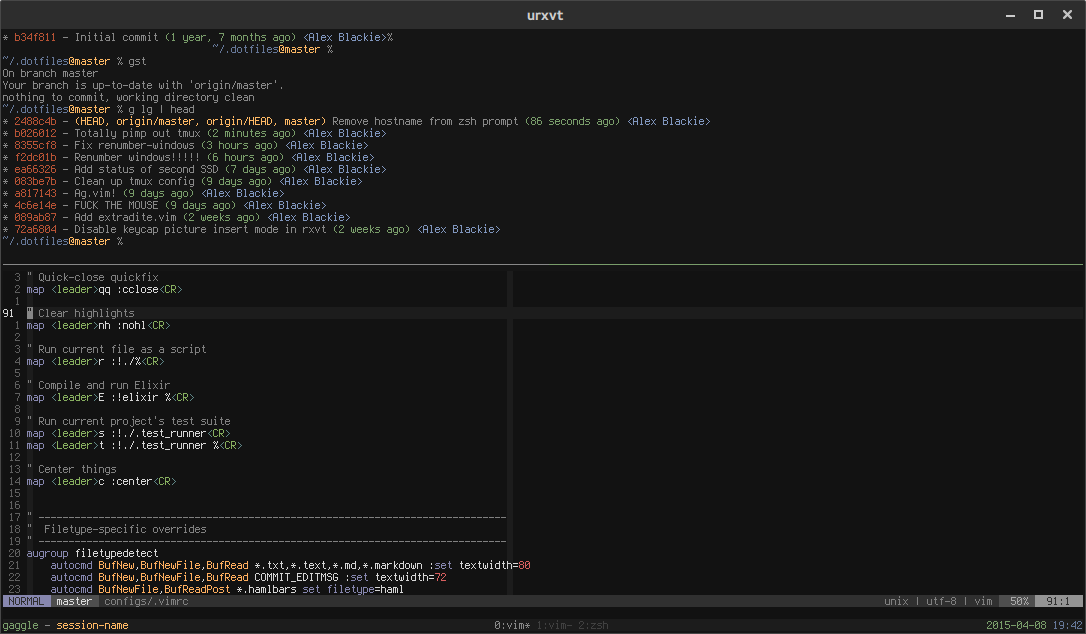 urxvt
* b34f811 - Initial commit (1 year, 7 months ago) <Alex Blackie>%
~/.dotfiles@master %
~/.dotfiles@master % gst
On branch master
Your branch is up-to-date with 'origin/master'.
nothing to commit, working directory clean
~/.dotfiles@master % g lg | head
* 2488c4b - (HEAD, origin/master, origin/HEAD, master) Remove hostname from zsh prompt (86 seconds ago) <Alex Blackie>
* b026012 - Totally pimp out tmux (2 minutes ago) <Alex Blackie>
* 8355cf8 - Fix renumber-windows (3 hours ago) <Alex Blackie>
* f2dc01b - Renumber windows!!!!! (6 hours ago) <Alex Blackie>
* ea66326 - Add status of second SSD (7 days ago) <Alex Blackie>
* 083be7b - Clean up tmux config (9 days ago) <Alex Blackie>
* a817143 - Ag.vim! (9 days ago) <Alex Blackie>
* 4c6e14e - FUCK THE MOUSE (9 days ago) <Alex Blackie>
* 089ab87 - Add extradite.vim (2 weeks ago) <Alex Blackie>
* 72a6804 - Disable keycap picture insert mode in rxvt (2 weeks ago) <Alex Blackie>
~/.dotfiles@master %
3 " Quick-close quickfix
2 map <leader>qq :cclose<CR>
1
91 " Clear highlights
1 map <leader>nh :nohl<CR>
2
3 " Run current file as a script
4 map <leader>r :!./%<CR>
5
6 " Compile and run Elixir
7 map <leader>E :!elixir %<CR>
8
9 " Run current project's test suite
10 map <leader>s :!./.test_runner<CR>
11 map <Leader>t :!./.test_runner %<CR>
12
13 " Center things
14 map <leader>c :center<CR>
15
16
17 " ------------------------------------------------------------------------------
18 "  Filetype-specific overrides
19 " ------------------------------------------------------------------------------
20 augroup filetypedetect
21     autocmd BufNew,BufNewFile,BufRead *.txt,*.text,*.md,*.markdown :set textwidth=80
22     autocmd BufNew,BufNewFile,BufRead COMMIT_EDITMSG :set textwidth=72
23     autocmd BufNewFile,BufReadPost *.hamlbars set filetype=haml
NORMAL master configs/.vimrc unix | utf-8 | vim 50% 91:1
gaggle - session-name 0:vim* 1:vim- 2:zsh 2015-04-08 19:42